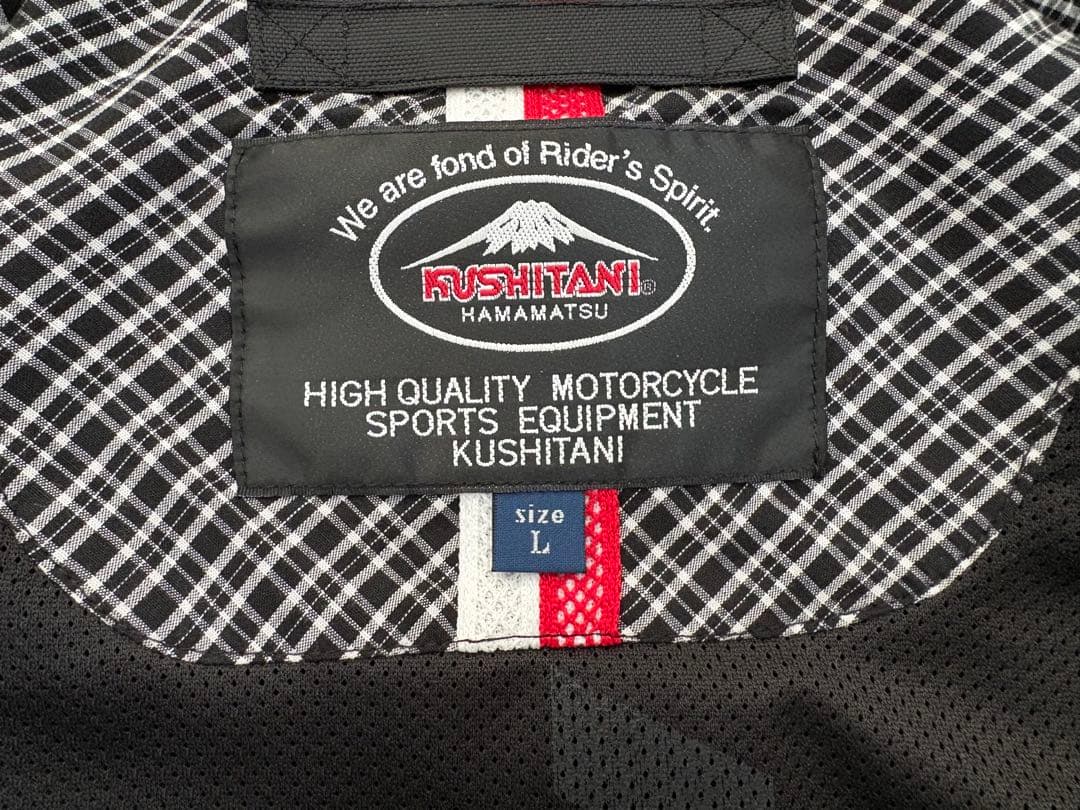 We are fond of Rider's Spirit.
KUSHITANI®
HAMAMATSU
HIGH QUALITY MOTORCYCLE
SPORTS EQUIPMENT
KUSHITANI
size
L